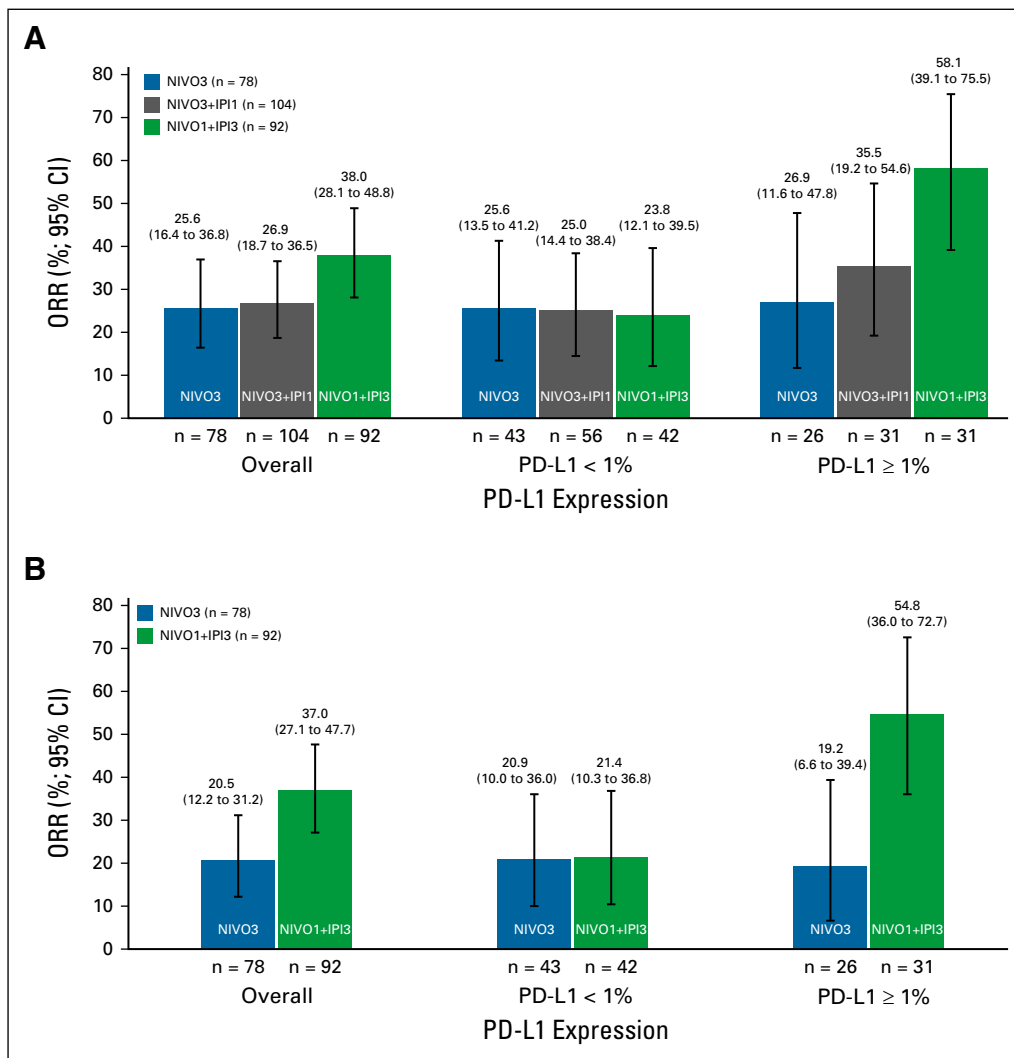 A
ORR (%; 95% CI)
80
70
60
50
40
30
20
10
0
NIVO3 (n = 78)
NIVO3+IPI1 (n = 104)
NIVO1+IPI3 (n = 92)
25.6
(16.4 to 36.8)
26.9
(18.7 to 36.5)
38.0
(28.1 to 48.8)
25.6
(13.5 to 41.2)
25.0
(14.4 to 38.4)
23.8
(12.1 to 39.5)
26.9
(11.6 to 47.8)
35.5
(19.2 to 54.6)
58.1
(39.1 to 75.5)
NIVO3
NIVO3+IPI1
NIVO1+IPI3
NIVO3
NIVO3+IPI1
NIVO1+IPI3
NIVO3
NIVO3+IPI1
NIVO1+IPI3
n = 78
n = 104
n = 92
n = 43
n = 56
n = 42
n = 26
n = 31
n = 31
Overall
PD-L1 < 1%
PD-L1 ≥ 1%
PD-L1 Expression
B
ORR (%; 95% CI)
80
70
60
50
40
30
20
10
0
NIVO3 (n = 78)
NIVO1+IPI3 (n = 92)
20.5
(12.2 to 31.2)
37.0
(27.1 to 47.7)
20.9
(10.0 to 36.0)
21.4
(10.3 to 36.8)
19.2
(6.6 to 39.4)
54.8
(36.0 to 72.7)
NIVO3
NIVO1+IPI3
NIVO3
NIVO1+IPI3
NIVO3
NIVO1+IPI3
n = 78
n = 92
n = 43
n = 42
n = 26
n = 31
Overall
PD-L1 < 1%
PD-L1 ≥ 1%
PD-L1 Expression